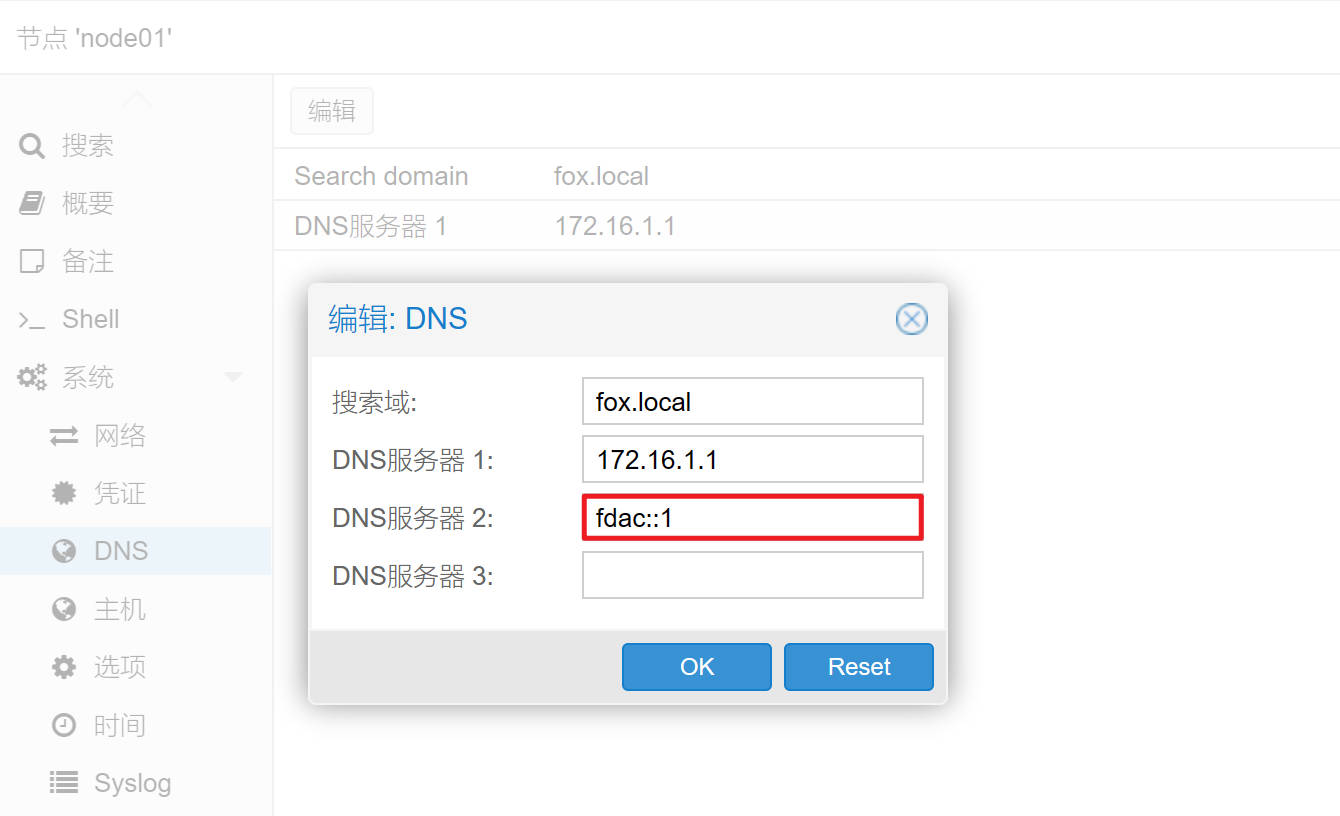 节点 'node01'
搜索
概要
备注
Shell
系统
网络
凭证
DNS
主机
选项
时间
Syslog
编辑
Search domain fox.local
DNS服务器 1 172.16.1.1
编辑: DNS
搜索域: fox.local
DNS服务器 1: 172.16.1.1
DNS服务器 2: fdac::1
DNS服务器 3:
OK Reset